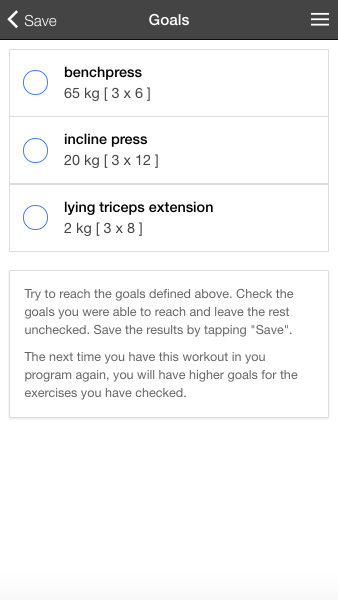 Save
Goals
benchpress
65 kg [ 3 x 6 ]
incline press
20 kg [ 3 x 12 ]
lying triceps extension
2 kg [ 3 x 8 ]
Try to reach the goals defined above. Check the
goals you were able to reach and leave the rest
unchecked. Save the results by tapping "Save".
The next time you have this workout in you
program again, you will have higher goals for the
exercises you have checked.